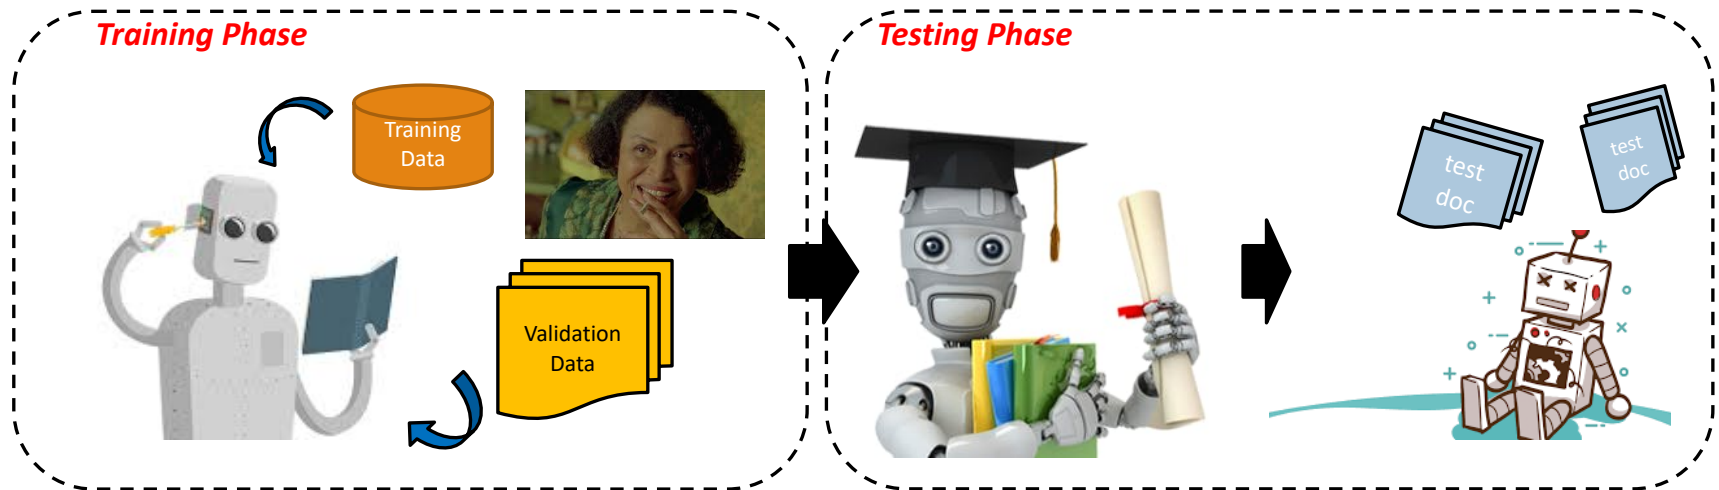 Training Phase
Training
Data
Validation
Data
Testing Phase
test
doc
test
doc